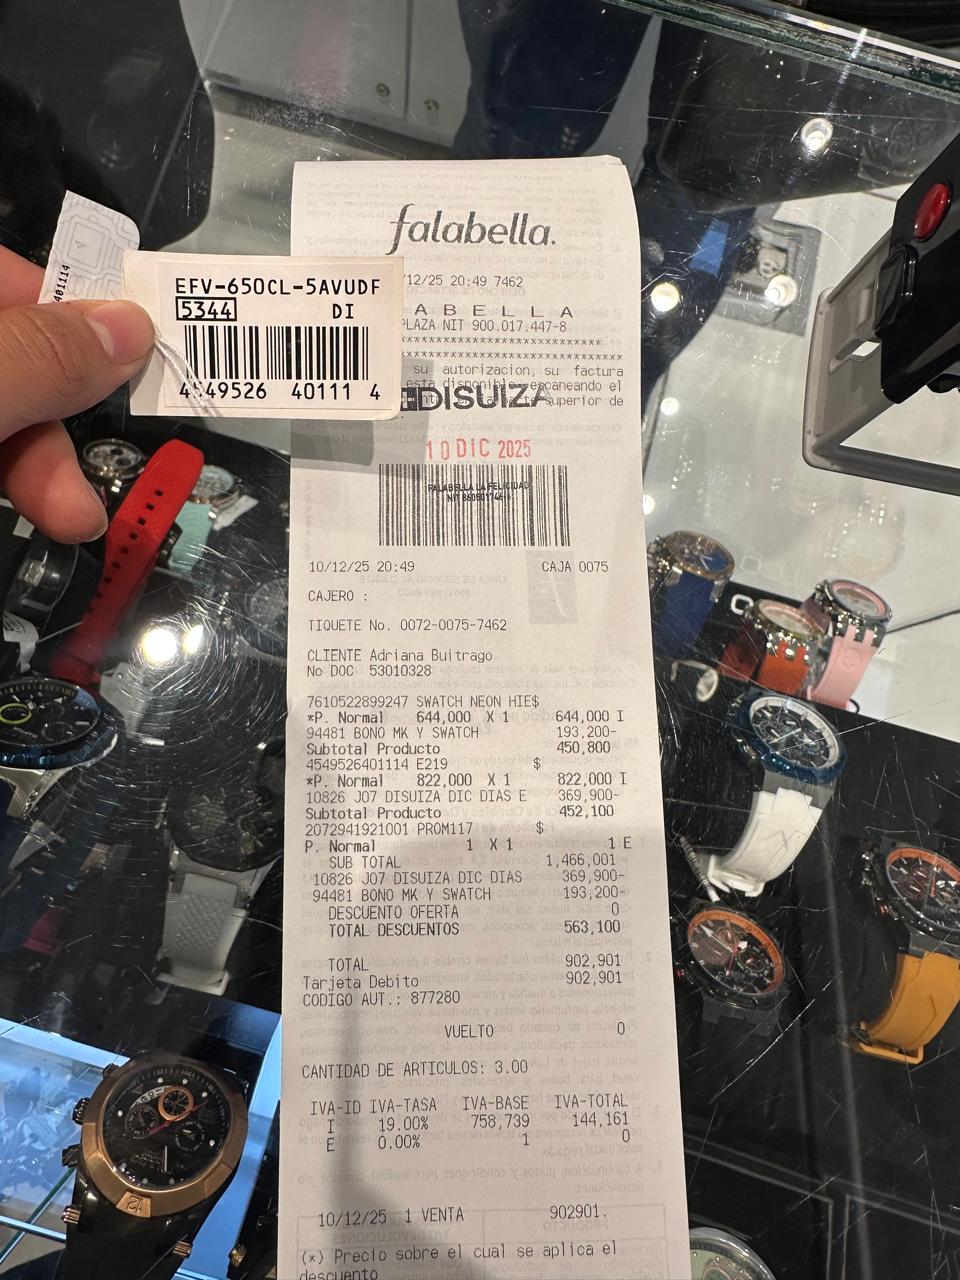 falabella.
/12/25 20:49 7462
ABELLA
PLAZA NIT 900.017.447-8
*****************************
*****************************
su autorizacion, su factura
esta disponible, escaneando el
superior de
DISUIZA
10 DIC 2025
FALABELLA LA FELICIDAD
401114
EFV-650CL-5AVUDF
5344 DI
4549526 40111 4
10/12/25 20:49 CAJA 0075
CAJERO :
TIQUETE No. 0072-0075-7462
CLIENTE Adriana Buitrago
No DOC 53010328
7610522899247 SWATCH NEON HIE$
*P. Normal 644,000 X 1 644,000 I
94481 BONO MK Y SWATCH 193,200-
Subtotal Producto 450,800
4549526401114 E219 $
*P. Normal 822,000 X 1 822,000 I
10826 J07 DISUIZA DIC DIAS E 369,900-
Subtotal Producto 452,100
2072941921001 PROM117 $
P. Normal 1 X 1 1 E
SUB TOTAL 1,466,001
10826 J07 DISUIZA DIC DIAS 369,900-
94481 BONO MK Y SWATCH 193,200-
DESCUENTO OFERTA 0
TOTAL DESCUENTOS 563,100
TOTAL 902,901
Tarjeta Debito 902,901
CODIGO AUT.: 877280
VUELTO 0
CANTIDAD DE ARTICULOS: 3.00
IVA-ID IVA-TASA IVA-BASE IVA-TOTAL
I 19.00% 758,739 144,161
E 0.00% 1 0
10/12/25 1 VENTA 902901.
(*) Precio sobre el cual se aplica el
descuento